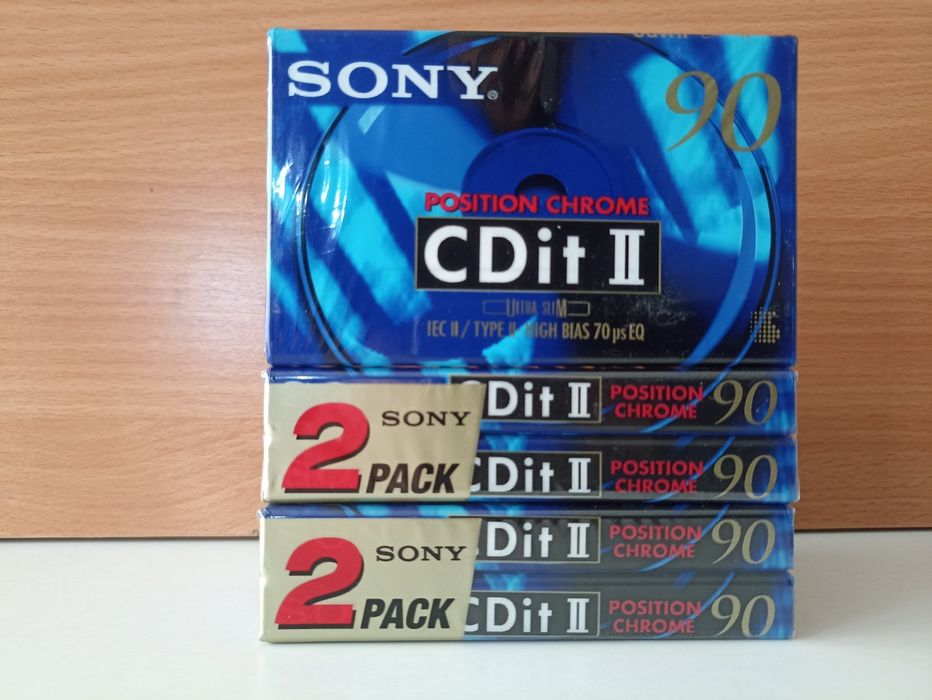 SONY®
90
POSITION CHROME
CDit II
ULTRA SLIM
IEC II / TYPE II · HIGH BIAS 70 µs EQ
2 PACK
SONY
CDit II
POSITION CHROME
90
CDit II
POSITION CHROME
90
2 PACK
SONY
CDit II
POSITION CHROME
90
CDit II
POSITION CHROME
90